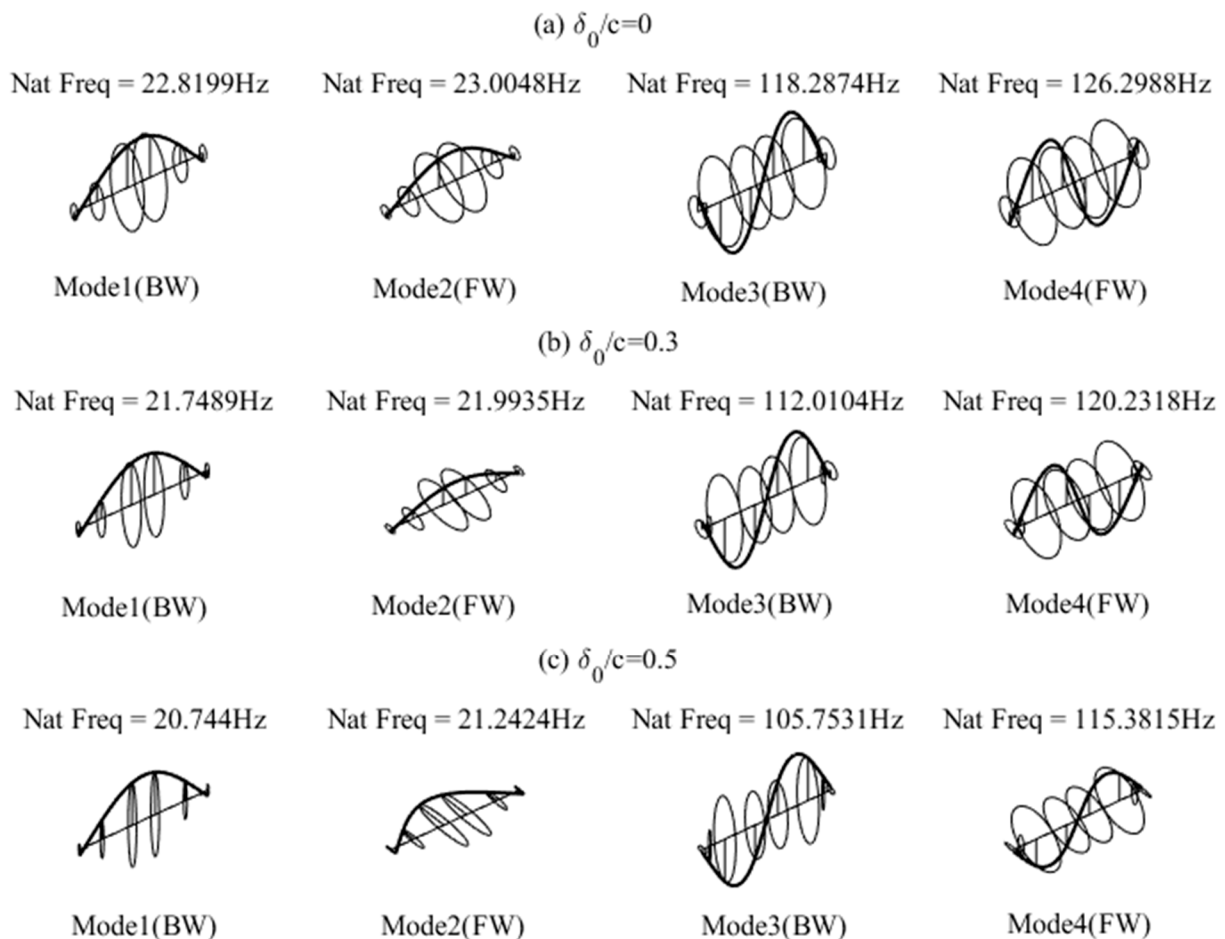 (a) δ₀/c=0
Nat Freq = 22.8199Hz Nat Freq = 23.0048Hz Nat Freq = 118.2874Hz Nat Freq = 126.2988Hz
Mode1(BW) Mode2(FW) Mode3(BW) Mode4(FW)
(b) δ₀/c=0.3
Nat Freq = 21.7489Hz Nat Freq = 21.9935Hz Nat Freq = 112.0104Hz Nat Freq = 120.2318Hz
Mode1(BW) Mode2(FW) Mode3(BW) Mode4(FW)
(c) δ₀/c=0.5
Nat Freq = 20.744Hz Nat Freq = 21.2424Hz Nat Freq = 105.7531Hz Nat Freq = 115.3815Hz
Mode1(BW) Mode2(FW) Mode3(BW) Mode4(FW)